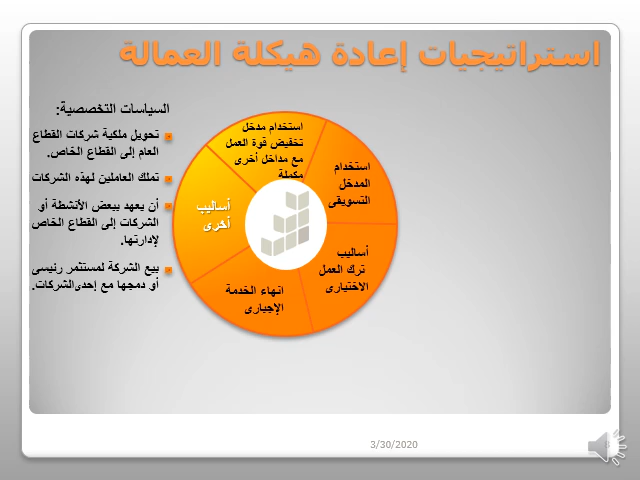 استراتيجيات إعادة هيكلة العمالة
السياسات التخصصية:
تحويل ملكية شركات القطاع
العام إلى القطاع الخاص.
تملك العاملين لهذه الشركات
أن يعهد ببعض الأنشطة أو
الشركات إلى القطاع الخاص
لإدارتها.
بيع الشركة لمستثمر رئيسى
أو دمجها مع إحدى الشركات.
استخدام مدخل
تخفيض قوة العمل
مع مداخل أخرى
مكملة
استخدام
المدخل
التسويقى
أساليب
ترك العمل
الاختيارى
انهاء الخدمة
الإجبارى
أساليب
أخرى
3/30/2020